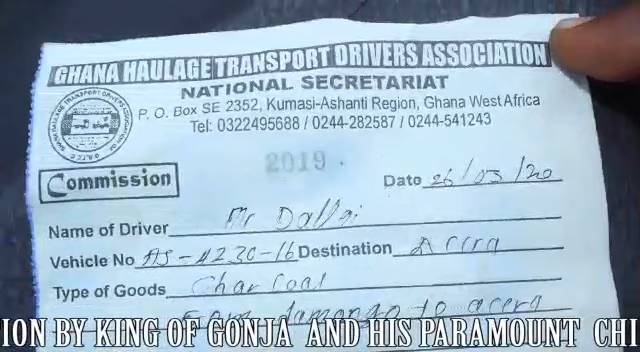 GHANA HAULAGE TRANSPORT DRIVERS ASSOCIATION
NATIONAL SECRETARIAT
P. O. Box SE 2352, Kumasi-Ashanti Region, Ghana West Africa
Tel: 0322495688 / 0244-282587 / 0244-541243
2019
Commission
Date 26/03/20
Name of Driver Mr Dallai
Vehicle No AS-4230-16 Destination Accra
Type of Goods Charcoal
From damongo to accra
ION BY KING OF GONJA AND HIS PARAMOUNT CHI